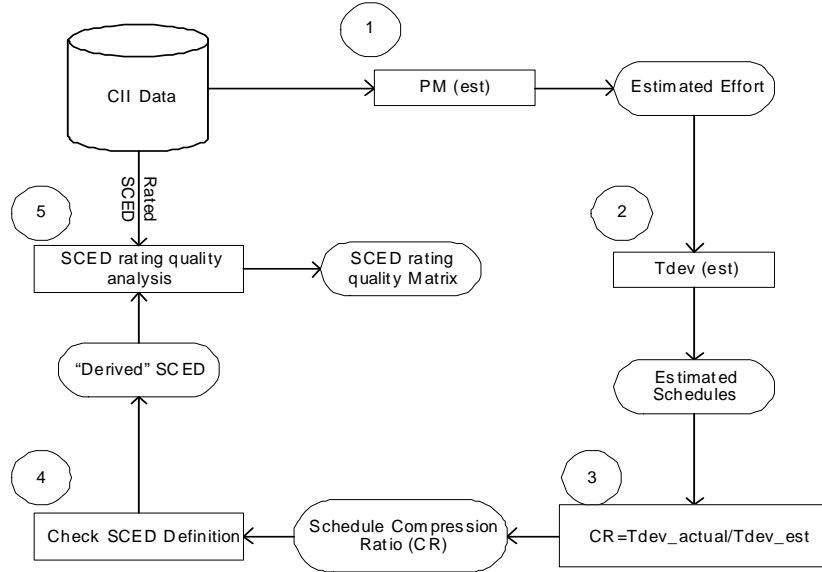 1
CII Data
PM (est)
Estimated Effort
Rated
SCED
5
2
SCED rating quality
analysis
SCED rating
quality Matrix
Tdev (est)
“Derived” SCED
Estimated
Schedules
4
3
Check SCED Definition
Schedule Compression
Ratio (CR)
CR=Tdev_actual/Tdev_est